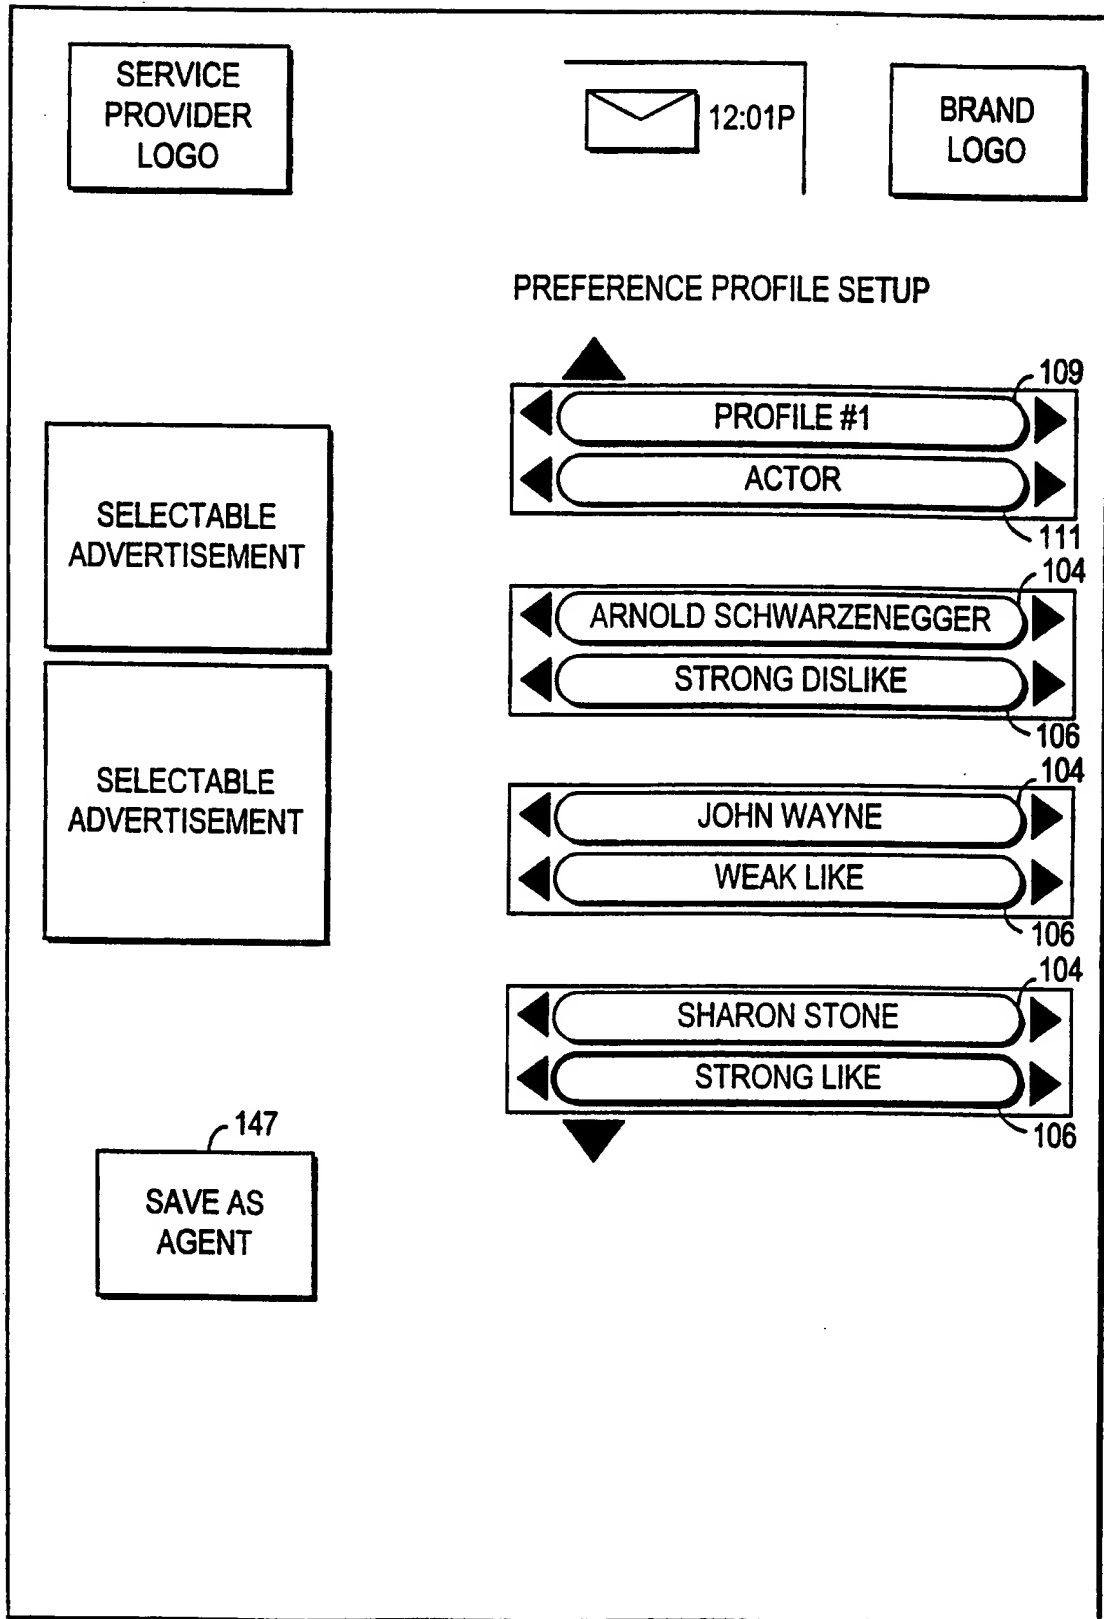 SERVICE
PROVIDER
LOGO
12:01P
BRAND
LOGO
PREFERENCE PROFILE SETUP
109
PROFILE #1
ACTOR
111
SELECTABLE
ADVERTISEMENT
104
ARNOLD SCHWARZENEGGER
STRONG DISLIKE
106
SELECTABLE
ADVERTISEMENT
104
JOHN WAYNE
WEAK LIKE
106
104
SHARON STONE
STRONG LIKE
106
147
SAVE AS
AGENT